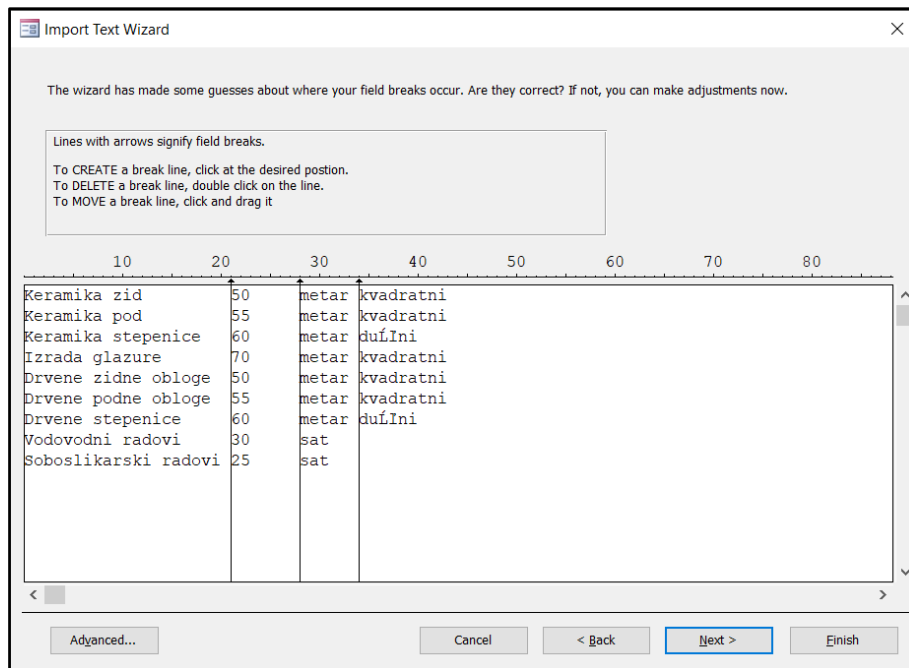 Import Text Wizard
The wizard has made some guesses about where your field breaks occur. Are they correct? If not, you can make adjustments now.
Lines with arrows signify field breaks.
To CREATE a break line, click at the desired postion.
To DELETE a break line, double click on the line.
To MOVE a break line, click and drag it
10 20 30 40 50 60 70 80
Keramika zid 50 metar kvadratni
Keramika pod 55 metar kvadratni
Keramika stepenice 60 metar duĹIni
Izrada glazure 70 metar kvadratni
Drvene zidne obloge 50 metar kvadratni
Drvene podne obloge 55 metar kvadratni
Drvene stepenice 60 metar duĹIni
Vodovodni radovi 30 sat
Soboslikarski radovi 25 sat
Advanced... Cancel < Back Next > Finish